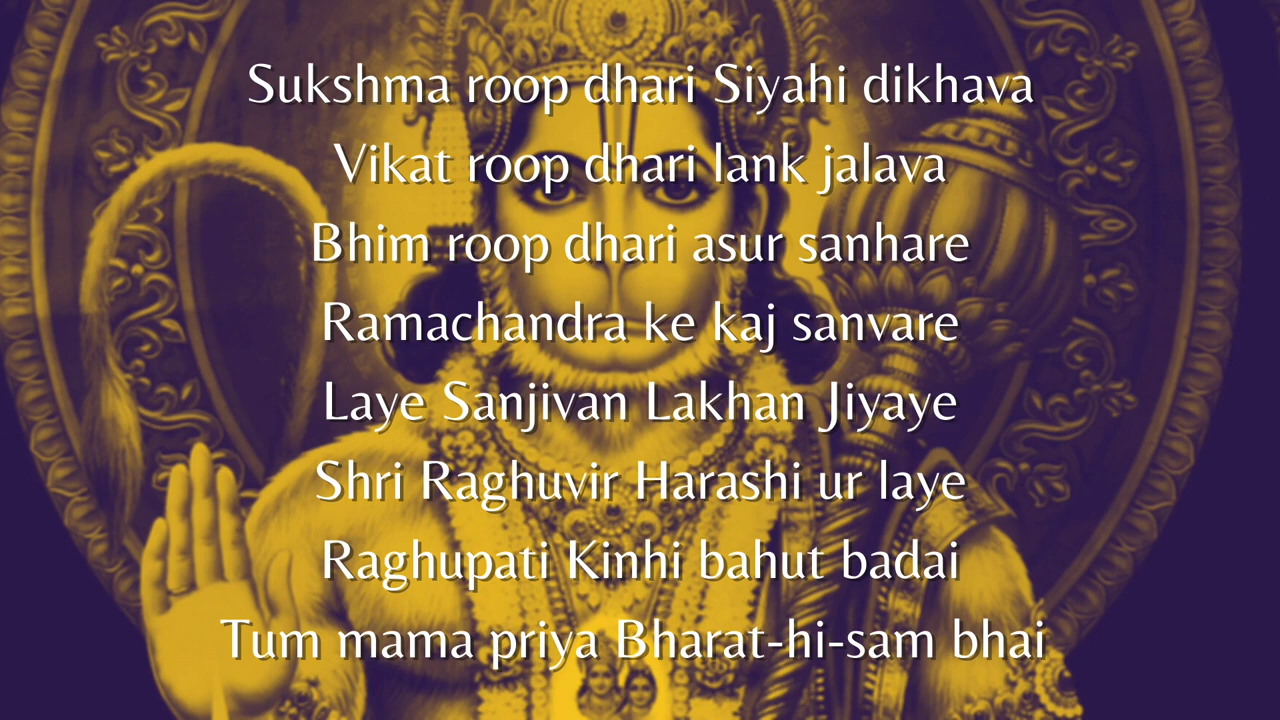 Sukshma roop dhari Siyahi dikhava
Vikat roop dhari lank jalava
Bhim roop dhari asur sanhare
Ramachandra ke kaj sanvare
Laye Sanjivan Lakhan Jiyaye
Shri Raghuvir Harashi ur laye
Raghupati Kinhi bahut badai
Tum mama priya Bharat-hi-sam bhai